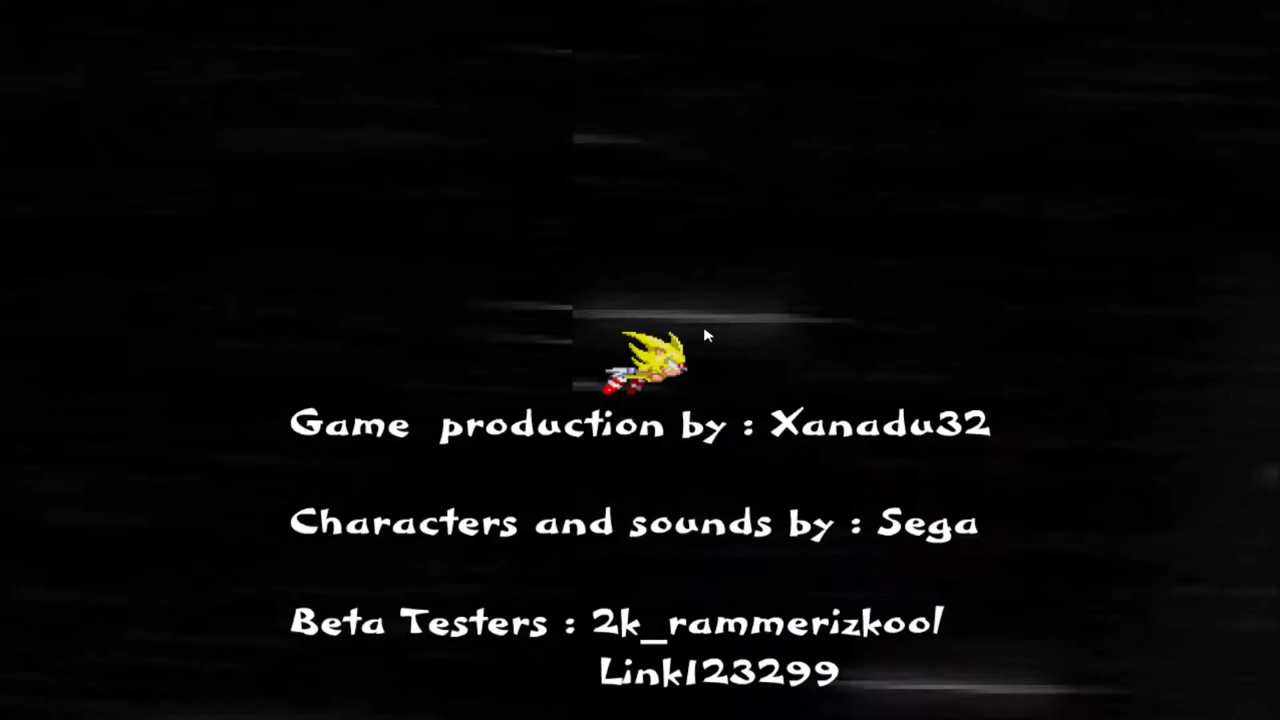 Game production by : Xanadu32
Characters and sounds by : Sega
Beta Testers : 2k_rammerizkool
Link123299